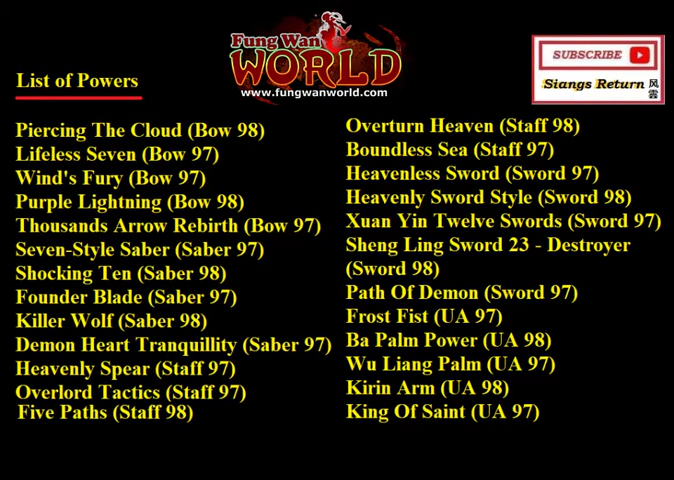 Fung Wan
WORLD
www.fungwanworld.com
SUBSCRIBE
Siangs Return 风雲
List of Powers
Piercing The Cloud (Bow 98)
Lifeless Seven (Bow 97)
Wind's Fury (Bow 97)
Purple Lightning (Bow 98)
Thousands Arrow Rebirth (Bow 97)
Seven-Style Saber (Saber 97)
Shocking Ten (Saber 98)
Founder Blade (Saber 97)
Killer Wolf (Saber 98)
Demon Heart Tranquillity (Saber 97)
Heavenly Spear (Staff 97)
Overlord Tactics (Staff 97)
Five Paths (Staff 98)
Overturn Heaven (Staff 98)
Boundless Sea (Staff 97)
Heavenless Sword (Sword 97)
Heavenly Sword Style (Sword 98)
Xuan Yin Twelve Swords (Sword 97)
Sheng Ling Sword 23 - Destroyer
(Sword 98)
Path Of Demon (Sword 97)
Frost Fist (UA 97)
Ba Palm Power (UA 98)
Wu Liang Palm (UA 97)
Kirin Arm (UA 98)
King Of Saint (UA 97)